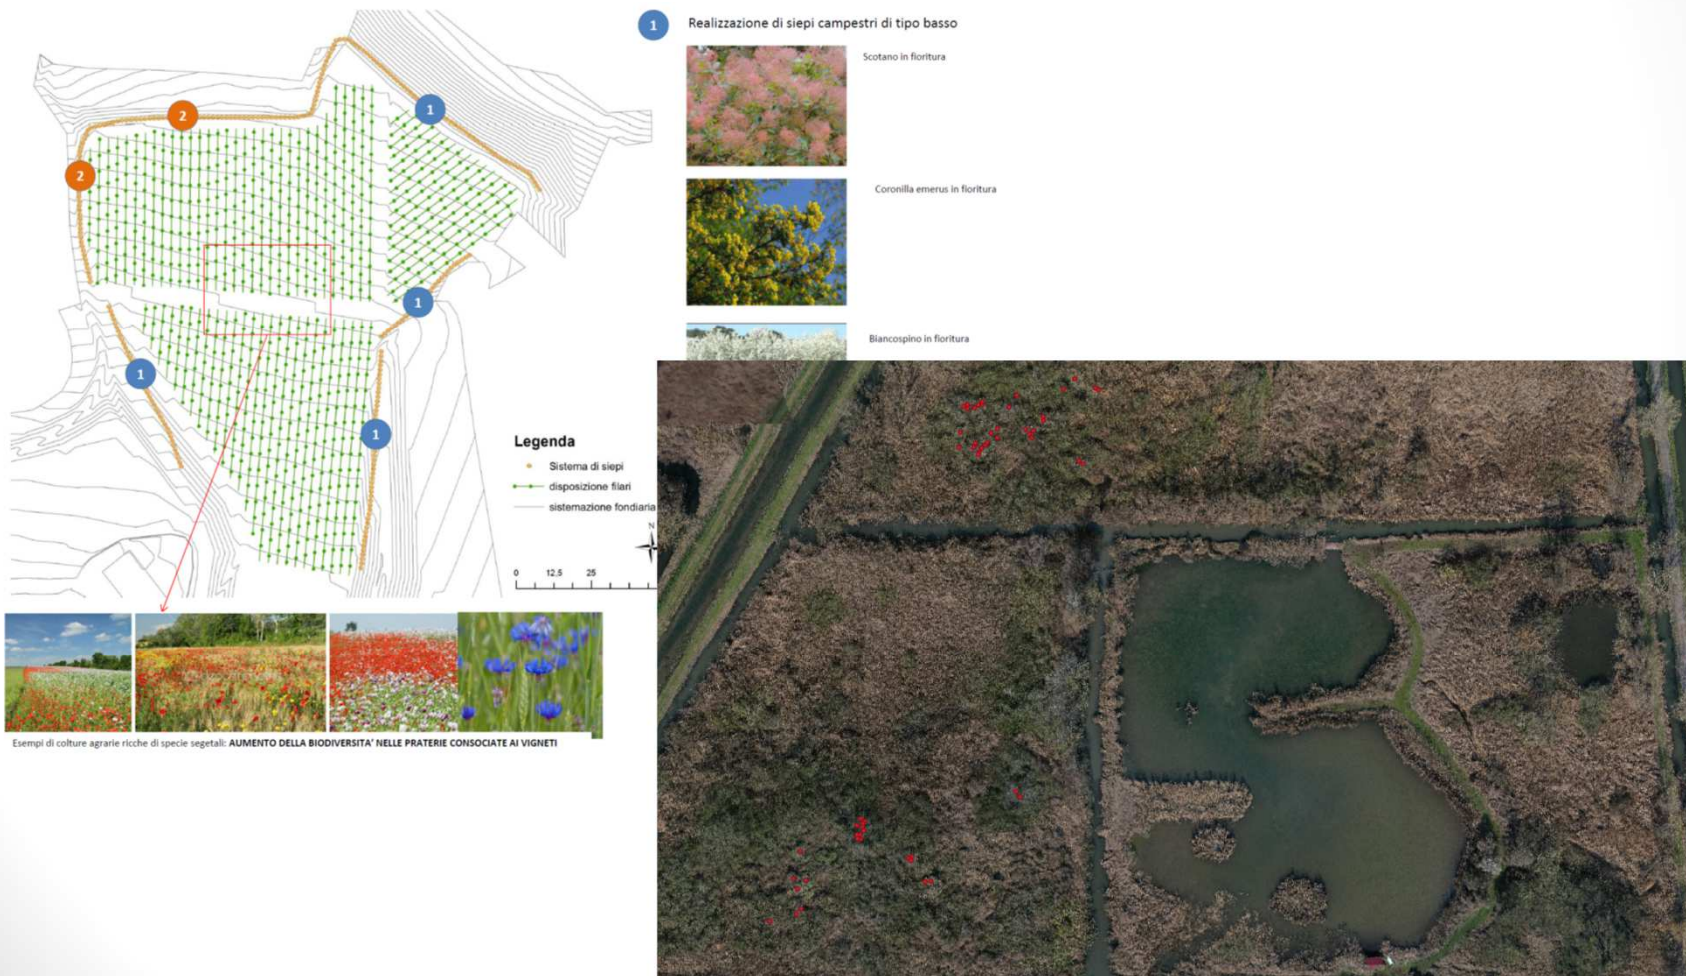 1 Realizzazione di siepi campestri di tipo basso
Scotano in fioritura
Coronilla emerus in fioritura
Biancospino in fioritura
2
1
2
1
1
1
Legenda
Sistema di siepi
disposizione filari
sistemazione fondiaria
N
0 12,5 25
Esempi di colture agrarie ricche di specie segetali: AUMENTO DELLA BIODIVERSITA' NELLE PRATERIE CONSOCIATE AI VIGNETI